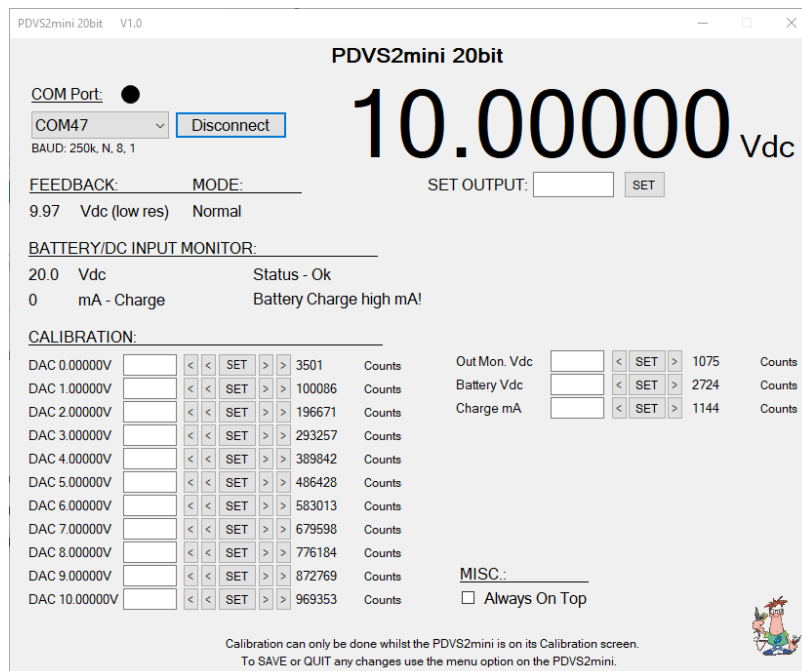 PDVS2mini 20bit V1.0
PDVS2mini 20bit
COM Port:
COM47 Disconnect
BAUD: 250k, N, 8, 1
10.00000 Vdc
FEEDBACK: MODE:
9.97 Vdc (low res) Normal
SET OUTPUT: SET
BATTERY/DC INPUT MONITOR:
20.0 Vdc Status - Ok
0 mA - Charge Battery Charge high mA!
CALIBRATION:
DAC 0.00000V < < SET > > 3501 Counts
DAC 1.00000V < < SET > > 100086 Counts
DAC 2.00000V < < SET > > 196671 Counts
DAC 3.00000V < < SET > > 293257 Counts
DAC 4.00000V < < SET > > 389842 Counts
DAC 5.00000V < < SET > > 486428 Counts
DAC 6.00000V < < SET > > 583013 Counts
DAC 7.00000V < < SET > > 679598 Counts
DAC 8.00000V < < SET > > 776184 Counts
DAC 9.00000V < < SET > > 872769 Counts
DAC 10.00000V < < SET > > 969353 Counts
Out Mon. Vdc < SET > 1075 Counts
Battery Vdc < SET > 2724 Counts
Charge mA < SET > 1144 Counts
MISC.:
Always On Top
Calibration can only be done whilst the PDVS2mini is on its Calibration screen.
To SAVE or QUIT any changes use the menu option on the PDVS2mini.